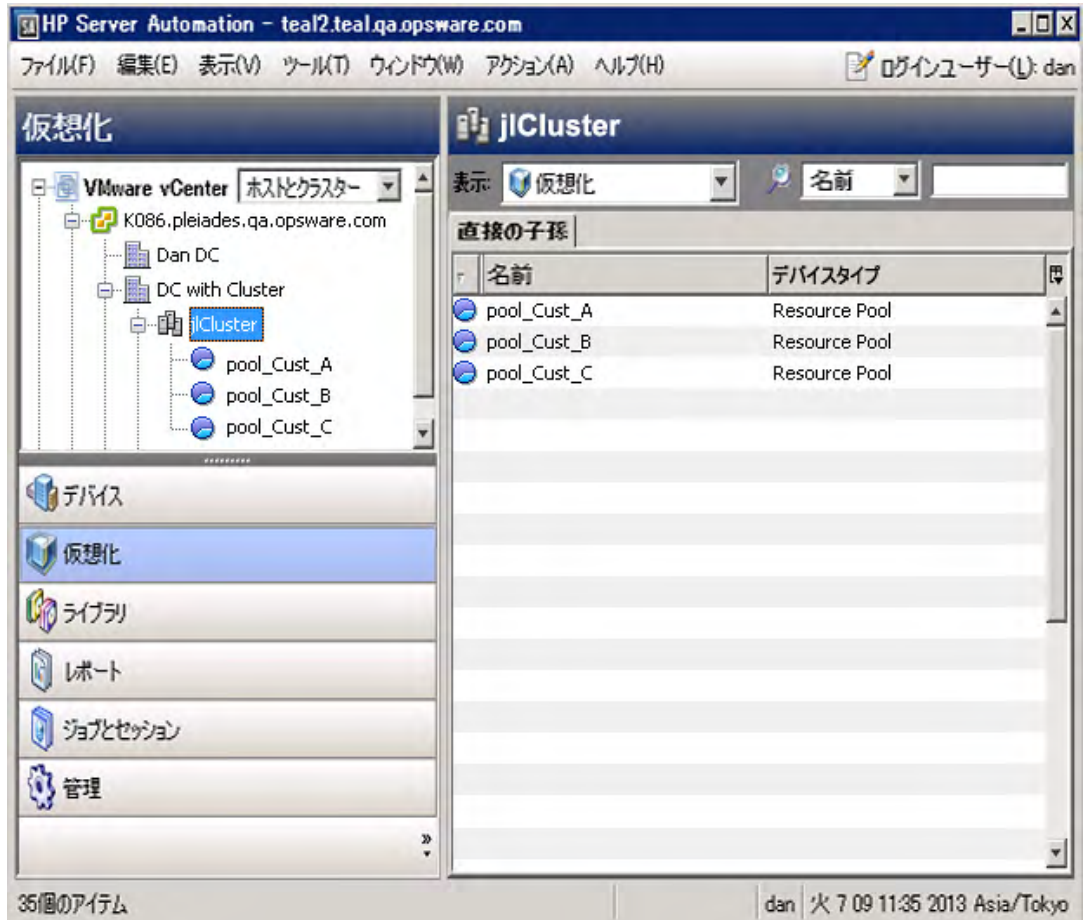 HP Server Automation - teal2.teal.qa.opsware.com
ファイル(F) 編集(E) 表示(V) ツール(T) ウィンドウ(W) アクション(A) ヘルプ(H) ログインユーザー(L): dan
仮想化
VMware vCenter ホストとクラスター
K086.pleiades.qa.opsware.com
Dan DC
DC with Cluster
jlCluster
pool_Cust_A
pool_Cust_B
pool_Cust_C
デバイス
仮想化
ライブラリ
レポート
ジョブとセッション
管理
jlCluster
表示: 仮想化 名前
直接の子孫
名前 デバイスタイプ
pool_Cust_A Resource Pool
pool_Cust_B Resource Pool
pool_Cust_C Resource Pool
35個のアイテム dan 火 7 09 11:35 2013 Asia/Tokyo